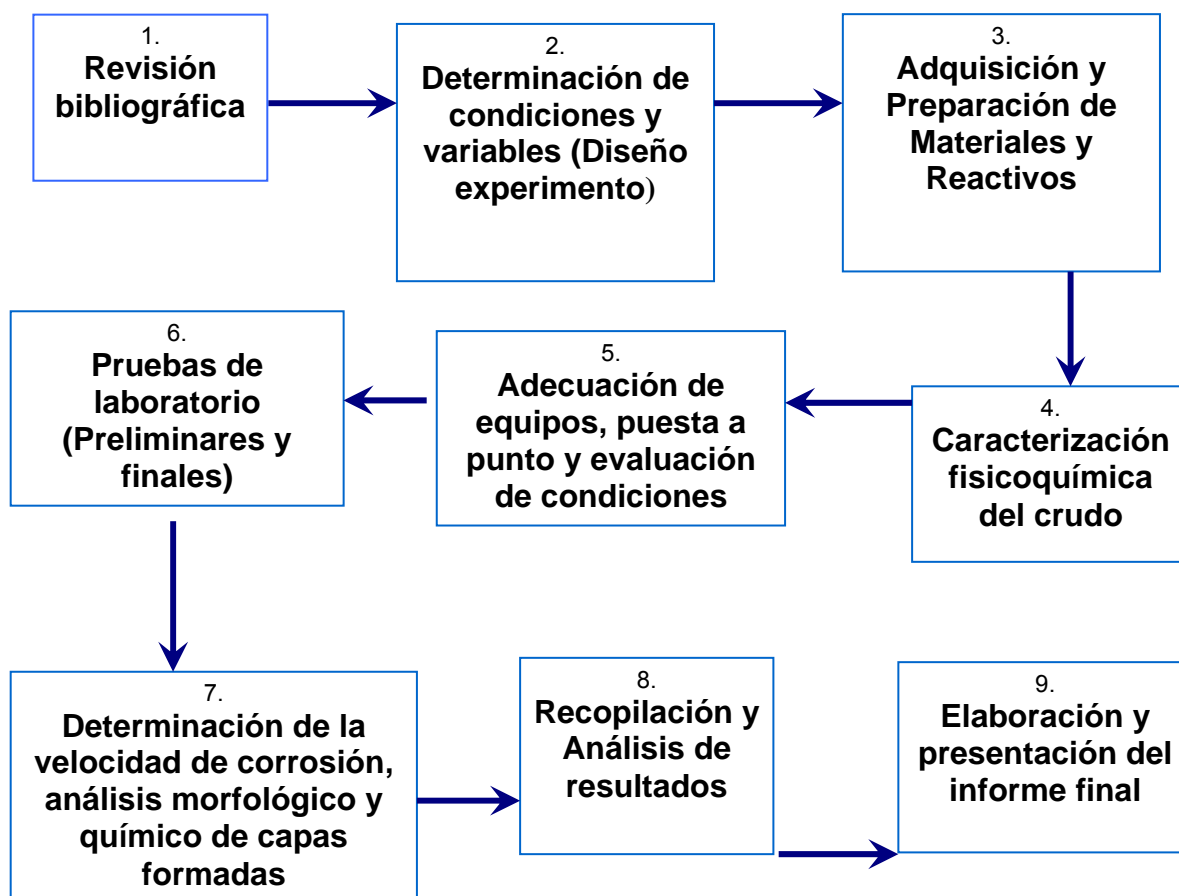 1.
Revisión
bibliográfica
2.
Determinación de
condiciones y
variables (Diseño
experimento)
3.
Adquisición y
Preparación de
Materiales y
Reactivos
4.
Caracterización
fisicoquímica
del crudo
5.
Adecuación de
equipos, puesta a
punto y evaluación
de condiciones
6.
Pruebas de
laboratorio
(Preliminares y
finales)
7.
Determinación de la
velocidad de corrosión,
análisis morfológico y
químico de capas
formadas
8.
Recopilación y
Análisis de
resultados
9.
Elaboración y
presentación del
informe final